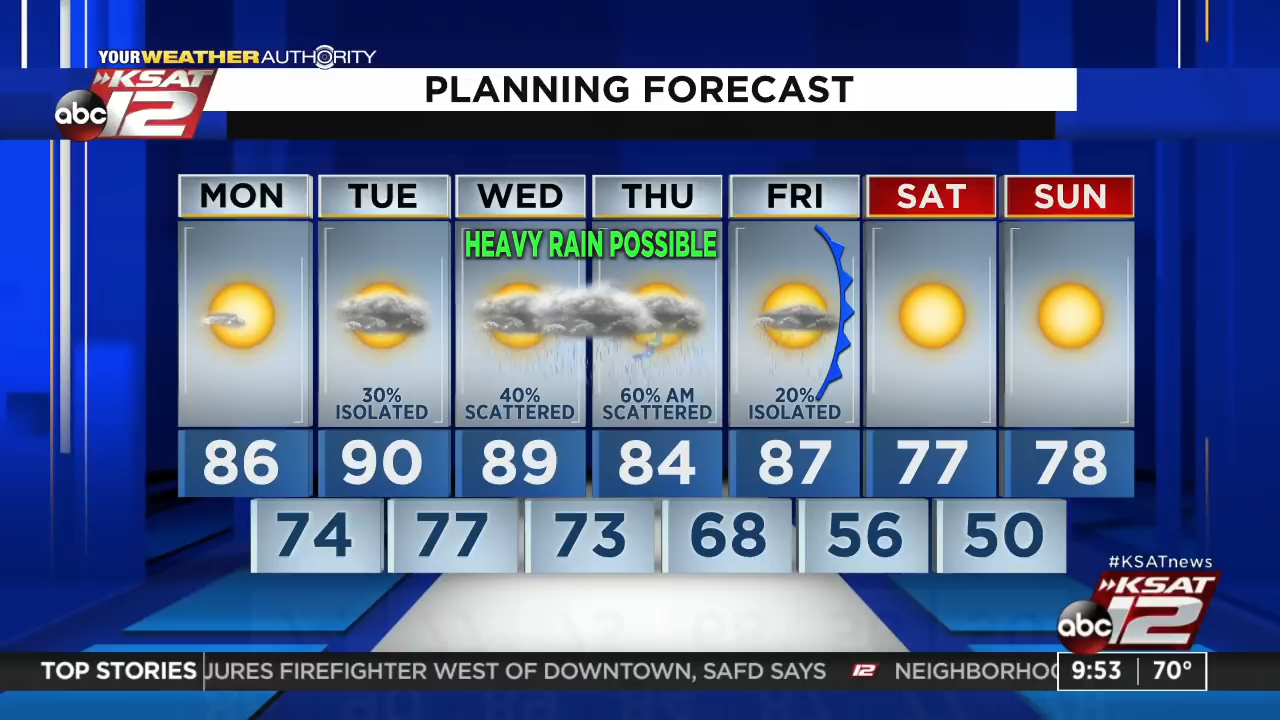 YOUR WEATHER AUTHORITY
KSAT
abc 12
PLANNING FORECAST
MON TUE WED THU FRI SAT SUN
HEAVY RAIN POSSIBLE
30% ISOLATED
40% SCATTERED
60% AM SCATTERED
20% ISOLATED
86 90 89 84 87 77 78
74 77 73 68 56 50
#KSATnews
KSAT
abc 12
TOP STORIES JURES FIREFIGHTER WEST OF DOWNTOWN, SAFD SAYS 12 NEIGHBORHOO 9:53 70°